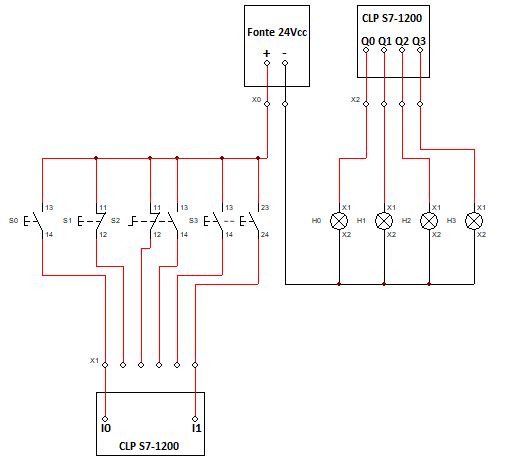 Fonte 24Vcc
+ -
CLP S7-1200
Q0 Q1 Q2 Q3
X0
X2
13 11 11 13 13 23
S0 S1 S2 S3
14 12 12 14 14 24
X1 X1 X1 X1
H0 H1 H2 H3
X2 X2 X2 X2
X1
I0 I1
CLP S7-1200